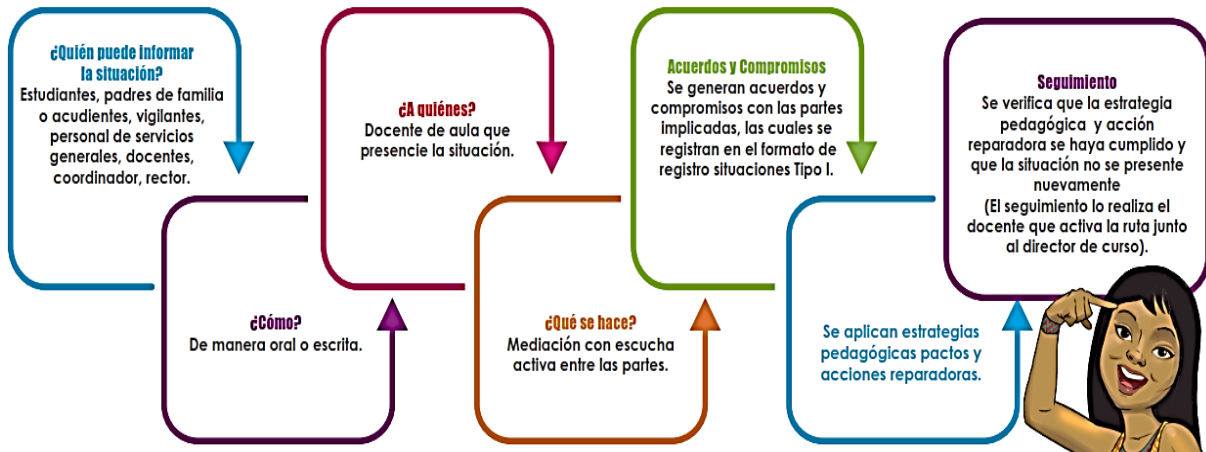 ¿Quién puede informar
la situación?
Estudiantes, padres de familia
o acudientes, vigilantes,
personal de servicios
generales, docentes,
coordinador, rector.
¿Cómo?
De manera oral o escrita.
¿A quiénes?
Docente de aula que
presencie la situación.
¿Qué se hace?
Mediación con escucha
activa entre las partes.
Acuerdos y Compromisos
Se generan acuerdos y
compromisos con las partes
implicadas, las cuales se
registran en el formato de
registro situaciones Tipo I.
Se aplican estrategias
pedagógicas pactos y
acciones reparadoras.
Seguimiento
Se verifica que la estrategia
pedagógica y acción
reparadora se haya cumplido y
que la situación no se presente
nuevamente
(El seguimiento lo realiza el
docente que activa la ruta junto
al director de curso).